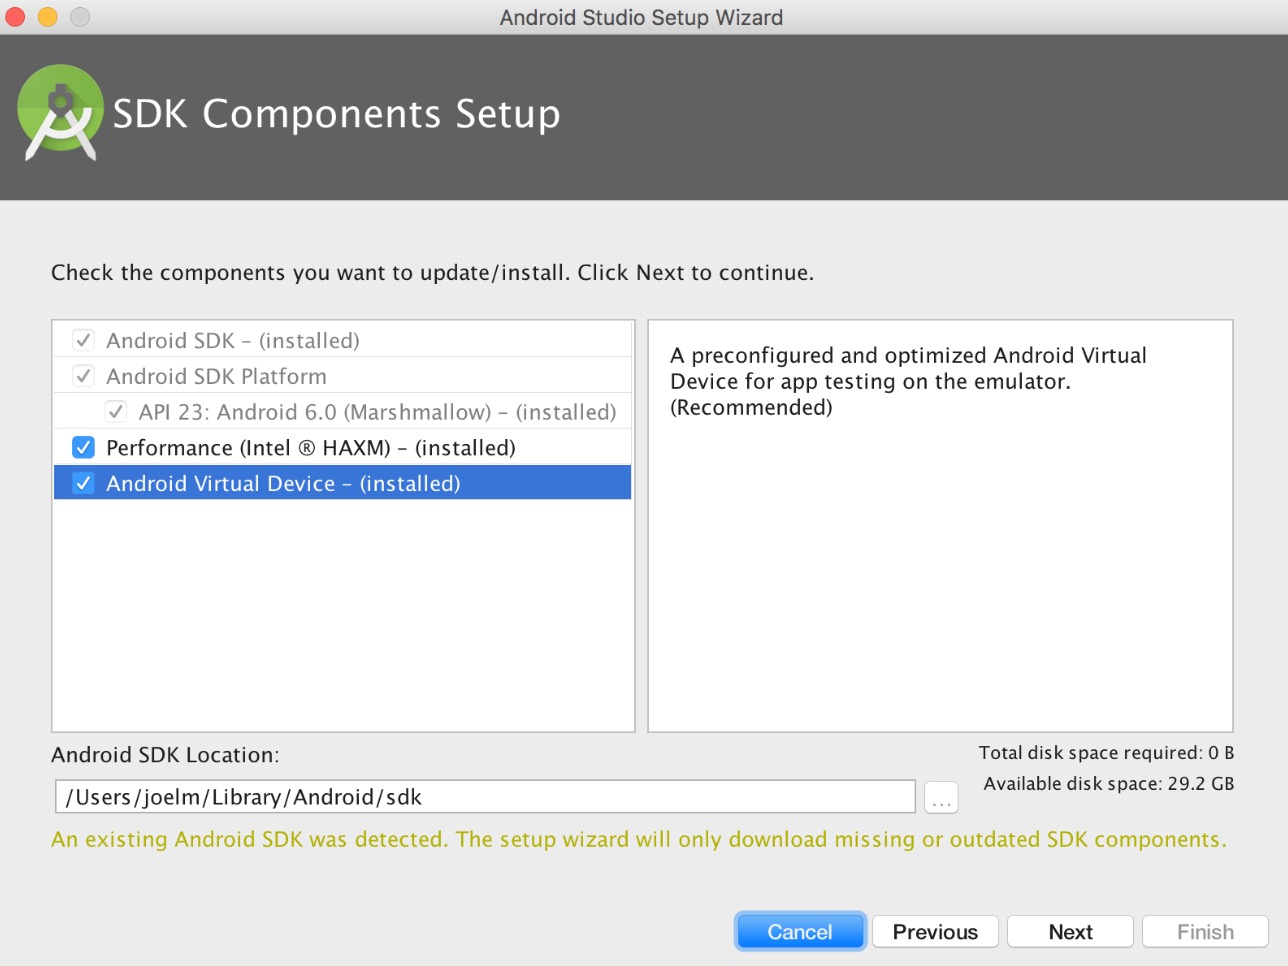 Android Studio Setup Wizard
SDK Components Setup
Check the components you want to update/install. Click Next to continue.
Android SDK – (installed)
Android SDK Platform
API 23: Android 6.0 (Marshmallow) – (installed)
Performance (Intel ® HAXM) – (installed)
Android Virtual Device – (installed)
A preconfigured and optimized Android Virtual
Device for app testing on the emulator.
(Recommended)
Android SDK Location:
/Users/joelm/Library/Android/sdk
...
Total disk space required: 0 B
Available disk space: 29.2 GB
An existing Android SDK was detected. The setup wizard will only download missing or outdated SDK components.
Cancel
Previous
Next
Finish